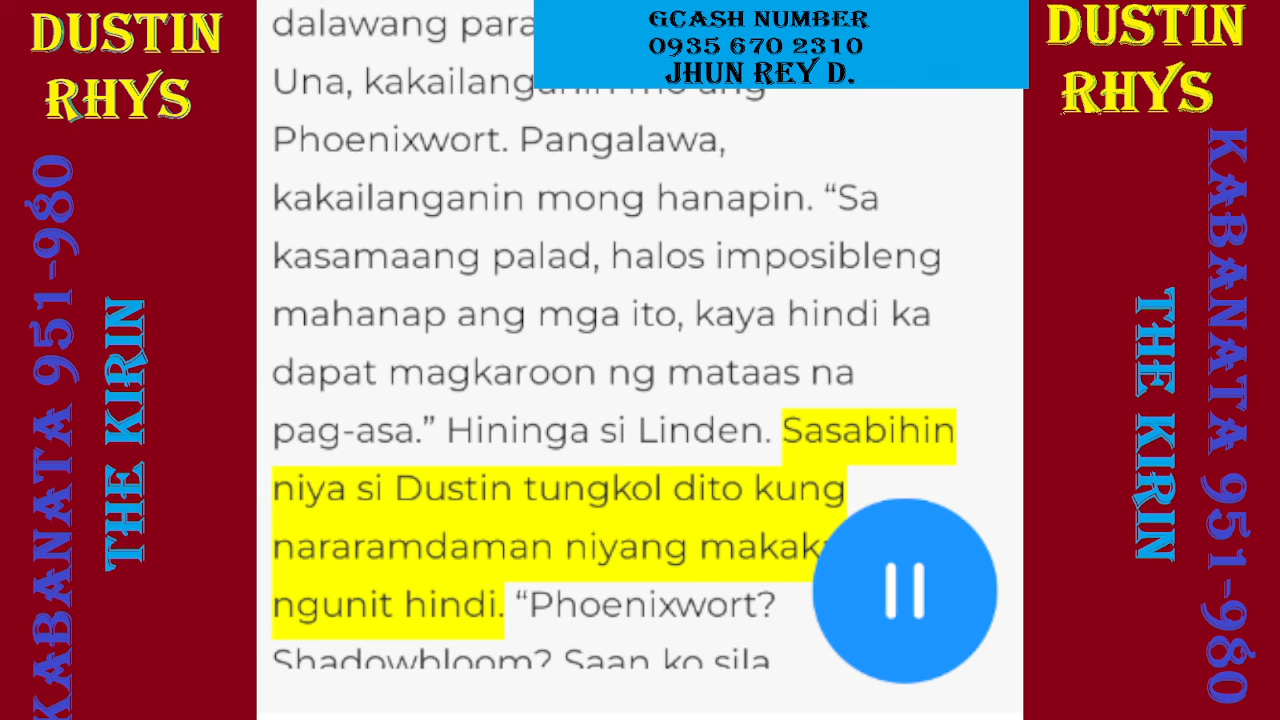 DUSTIN
RHYS
KABANATA 951-980
THE KIRIN
GCASH NUMBER
0935 670 2310
JHUN REY D.
dalawang para
Una, kakailanganin mo ang
Phoenixwort. Pangalawa,
kakailanganin mong hanapin. “Sa
kasamaang palad, halos imposibleng
mahanap ang mga ito, kaya hindi ka
dapat magkaroon ng mataas na
pag-asa.” Hininga si Linden. Sasabihin
niya si Dustin tungkol dito kung
nararamdaman niyang
ngunit hindi. “Phoenixwort?
Shadowbloom? Saan ko sila
DUSTIN
RHYS
THE KIRIN
KABANATA 951-980